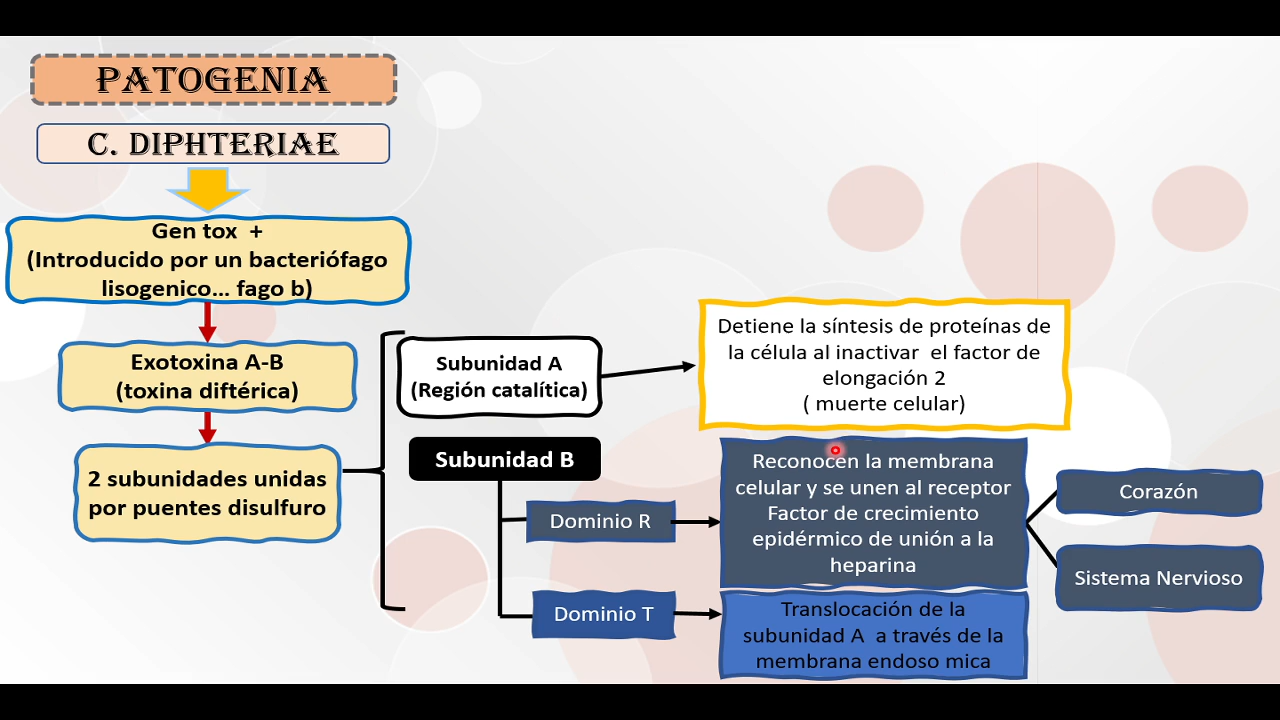 PATOGENIA
C. DIPHTERIAE
Gen tox +
(Introducido por un bacteriófago
lisogenico... fago b)
Exotoxina A-B
(toxina diftérica)
2 subunidades unidas
por puentes disulfuro
Subunidad A
(Región catalítica)
Detiene la síntesis de proteínas de
la célula al inactivar el factor de
elongación 2
( muerte celular)
Subunidad B
Dominio R
Reconocen la membrana
celular y se unen al receptor
Factor de crecimiento
epidérmico de unión a la
heparina
Corazón
Sistema Nervioso
Dominio T
Translocación de la
subunidad A a través de la
membrana endoso mica